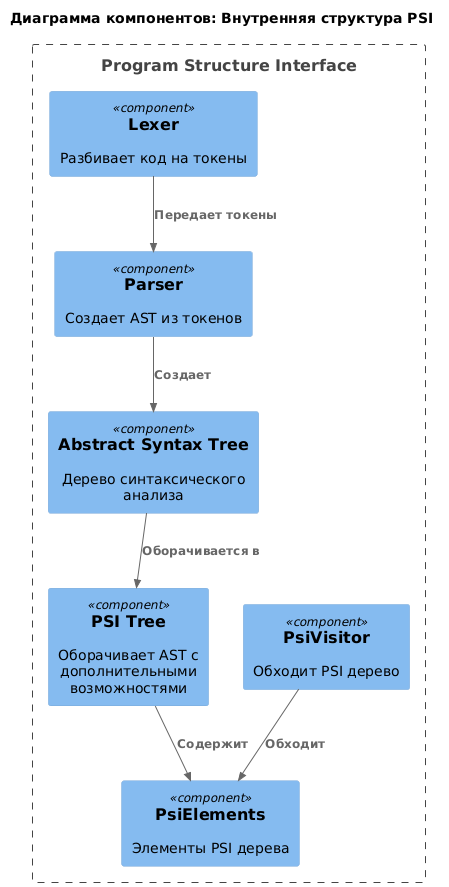 Диаграмма компонентов: Внутренняя структура PSI
Program Structure Interface
«component»
Lexer
Разбивает код на токены
Передает токены
«component»
Parser
Создает AST из токенов
Создает
«component»
Abstract Syntax Tree
Дерево синтаксического
анализа
Оборачивается в
«component»
PSI Tree
Оборачивает AST с
дополнительными
возможностями
«component»
PsiVisitor
Обходит PSI дерево
Содержит
Обходит
«component»
PsiElements
Элементы PSI дерева